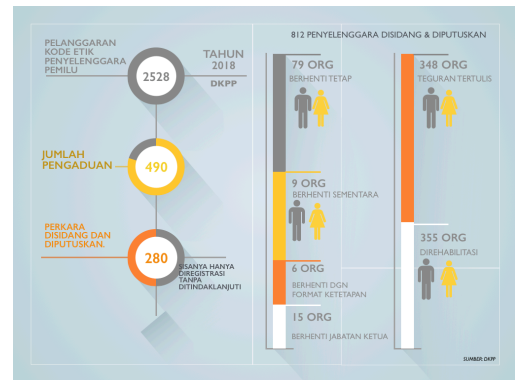 812 PENYELENGGARA DISIDANG & DIPUTUSKAN
PELANGGARAN
KODE ETIK
PENYELENGGARA
PEMILU
2528
TAHUN
2018
DKPP
JUMLAH
PENGADUAN
490
PERKARA
DISIDANG DAN
DIPUTUSKAN.
280
SISANYA HANYA
DIREGISTRASI
TANPA
DITINDAKLANJUTI
79 ORG
BERHENTI TETAP
9 ORG
BERHENTI SEMENTARA
6 ORG
BERHENTI DGN
FORMAT KETETAPAN
15 ORG
BERHENTI JABATAN KETUA
348 ORG
TEGURAN TERTULIS
355 ORG
DIREHABILITASI
SUMBER: DKPP